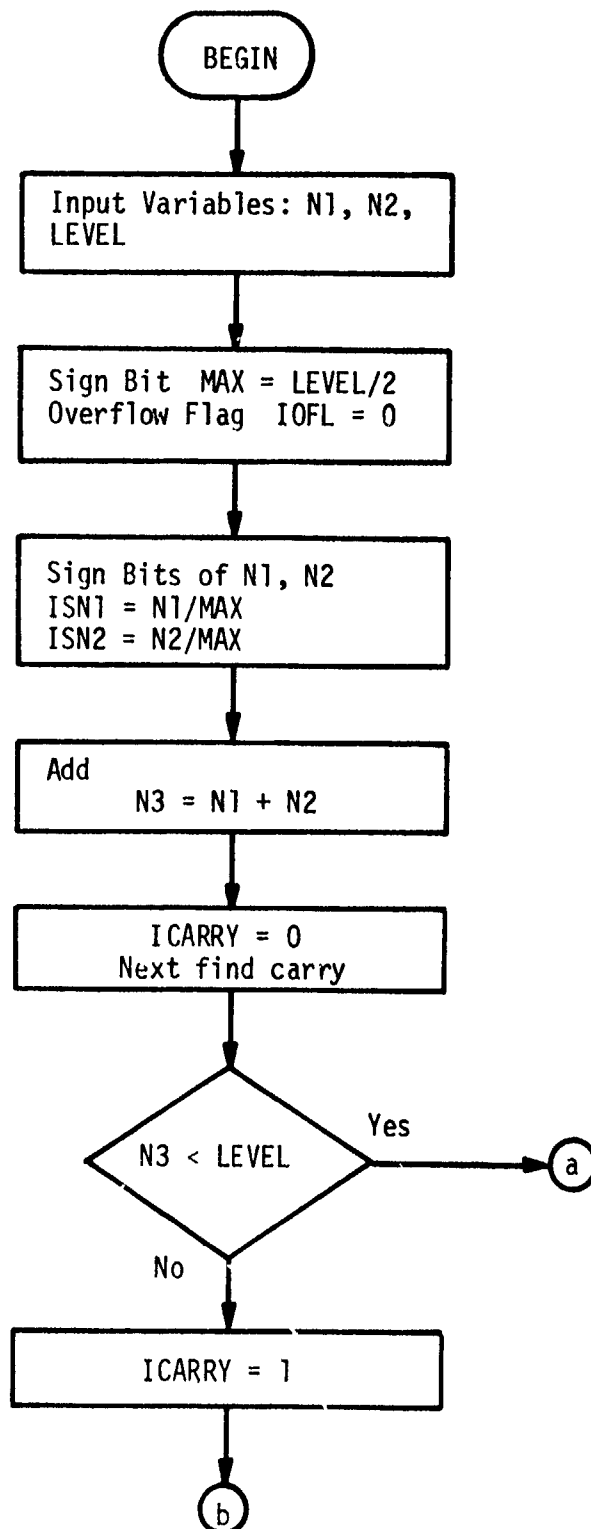 BEGIN
Input Variables: N1, N2,
LEVEL
Sign Bit MAX = LEVEL/2
Overflow Flag IOFL = 0
Sign Bits of N1, N2
ISN1 = N1/MAX
ISN2 = N2/MAX
Add
N3 = N1 + N2
ICARRY = 0
Next find carry
N3 < LEVEL
Yes
a
No
ICARRY = 1
b